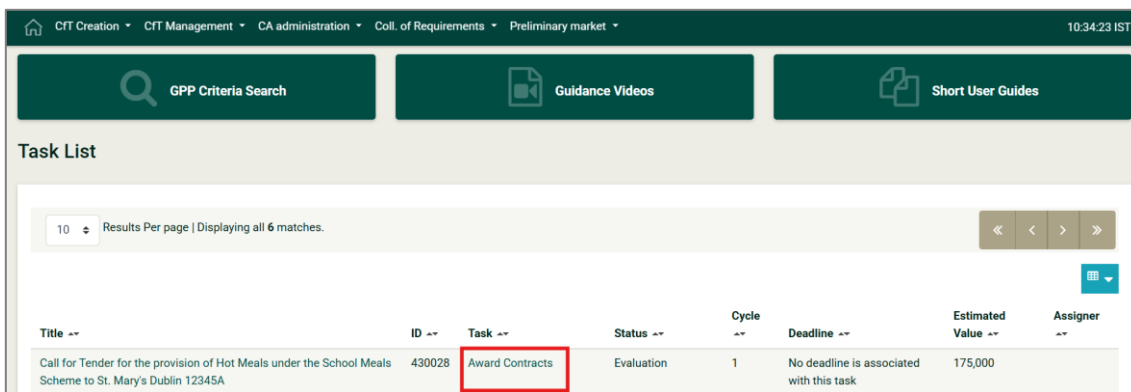 CfT Creation CfT Management CA administration Coll. of Requirements Preliminary market 10:34:23 IST
GPP Criteria Search Guidance Videos Short User Guides
Task List
10 Results Per page | Displaying all 6 matches.
« < > »
Cycle Estimated Assigner
Title ID Task Status Deadline Value
Call for Tender for the provision of Hot Meals under the School Meals 430028 Award Contracts Evaluation 1 No deadline is associated 175,000
Scheme to St. Mary's Dublin 12345A with this task